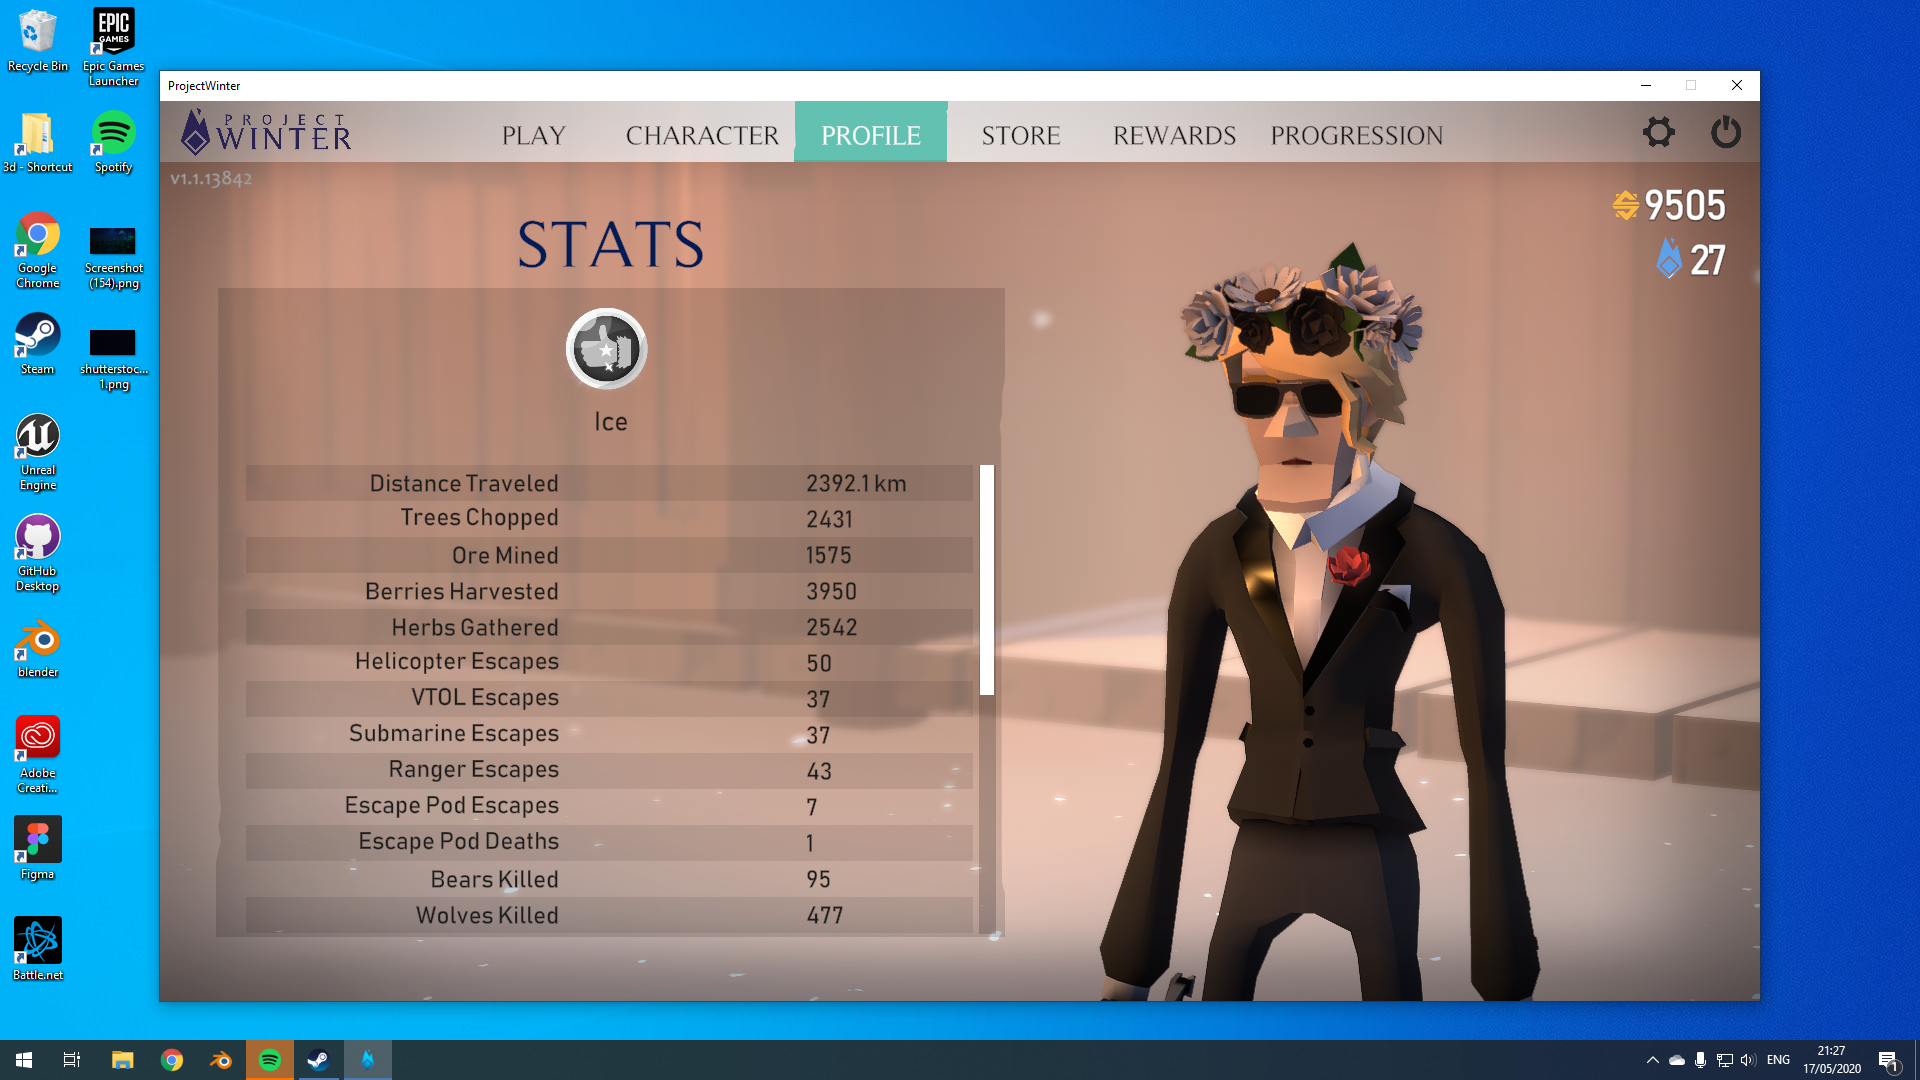 Recycle Bin
Epic Games
Launcher
3d - Shortcut
Spotify
Google
Chrome
Screenshot
(154).png
Steam
shutterstoc...
1.png
Unreal
Engine
GitHub
Desktop
blender
Adobe
Creati...
Figma
Battle.net
EPIC
GAMES
ProjectWinter
PROJECT
WINTER
PLAY
CHARACTER
PROFILE
STORE
REWARDS
PROGRESSION
v1.1.13842
9505
27
STATS
Ice
Distance Traveled 2392.1 km
Trees Chopped 2431
Ore Mined 1575
Berries Harvested 3950
Herbs Gathered 2542
Helicopter Escapes 50
VTOL Escapes 37
Submarine Escapes 37
Ranger Escapes 43
Escape Pod Escapes 7
Escape Pod Deaths 1
Bears Killed 95
Wolves Killed 477
ENG
21:27
17/05/2020
1